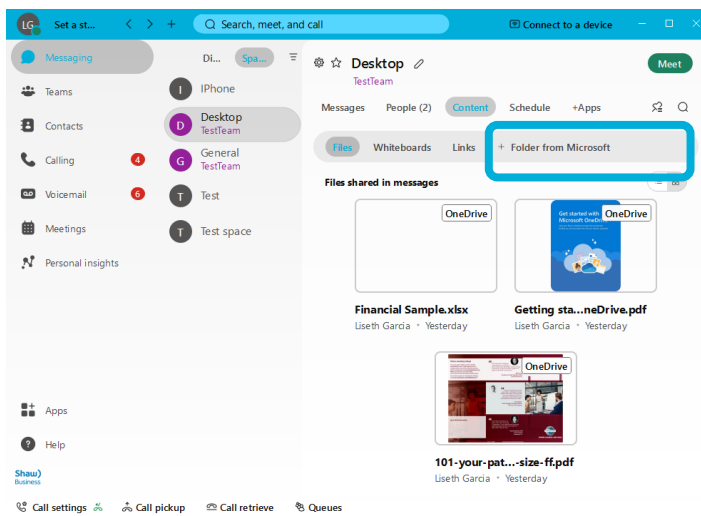 LG
Set a st...
Search, meet, and call
Connect to a device
Messaging
Teams
Contacts
Calling
4
Voicemail
6
Meetings
Personal insights
Apps
Help
Shaw)
Business
Di...
Spa...
I
IPhone
D
Desktop
TestTeam
G
General
TestTeam
T
Test
T
Test space
Desktop
TestTeam
Meet
Messages
People (2)
Content
Schedule
+Apps
Files
Whiteboards
Links
+ Folder from Microsoft
Files shared in messages
OneDrive
Financial Sample.xlsx
Liseth Garcia • Yesterday
Get started with
Microsoft OneDr
OneDrive
Getting sta...neDrive.pdf
Liseth Garcia • Yesterday
OneDrive
101-your-pat...-size-ff.pdf
Liseth Garcia • Yesterday
Call settings
Call pickup
Call retrieve
Queues